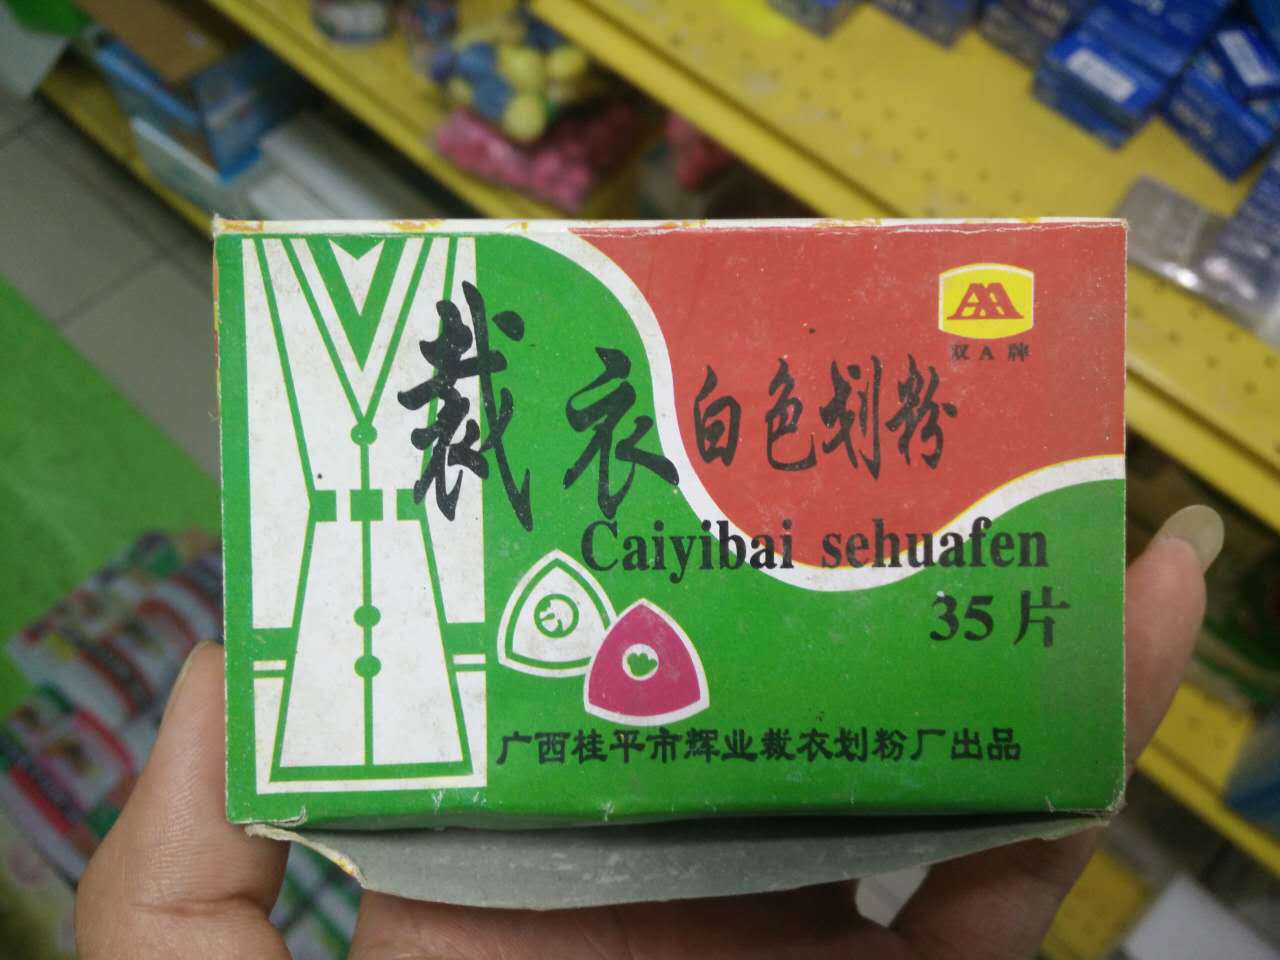 双A牌
裁衣白色划粉
Caiyibai sehuafen
35片
广西桂平市辉业裁衣划粉厂出品